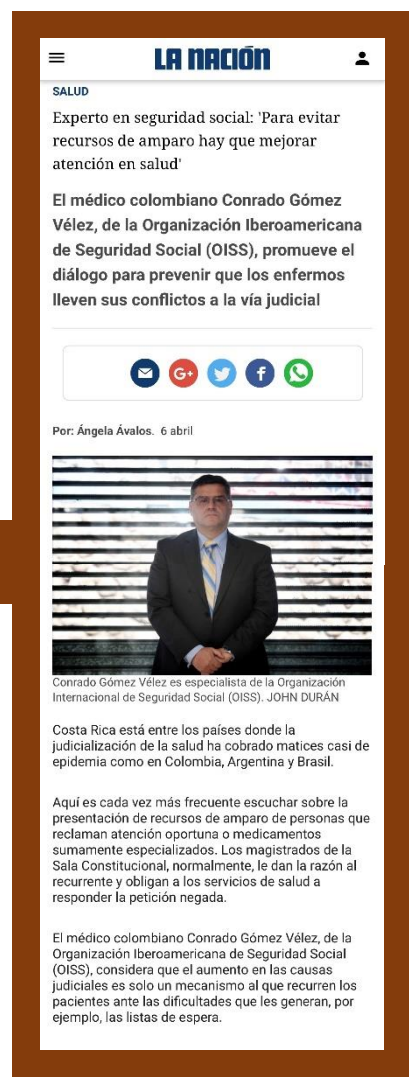 LA NACIÓN
SALUD
Experto en seguridad social: 'Para evitar
recursos de amparo hay que mejorar
atención en salud'
El médico colombiano Conrado Gómez
Vélez, de la Organización Iberoamericana
de Seguridad Social (OISS), promueve el
diálogo para prevenir que los enfermos
lleven sus conflictos a la vía judicial
G+
f
Por: Ángela Ávalos. 6 abril
Conrado Gómez Vélez es especialista de la Organización
Internacional de Seguridad Social (OISS). JOHN DURÁN
Costa Rica está entre los países donde la
judicialización de la salud ha cobrado matices casi de
epidemia como en Colombia, Argentina y Brasil.
Aquí es cada vez más frecuente escuchar sobre la
presentación de recursos de amparo de personas que
reclaman atención oportuna o medicamentos
sumamente especializados. Los magistrados de la
Sala Constitucional, normalmente, le dan la razón al
recurrente y obligan a los servicios de salud a
responder la petición negada.
El médico colombiano Conrado Gómez Vélez, de la
Organización Iberoamericana de Seguridad Social
(OISS), considera que el aumento en las causas
judiciales es solo un mecanismo al que recurren los
pacientes ante las dificultades que les generan, por
ejemplo, las listas de espera.